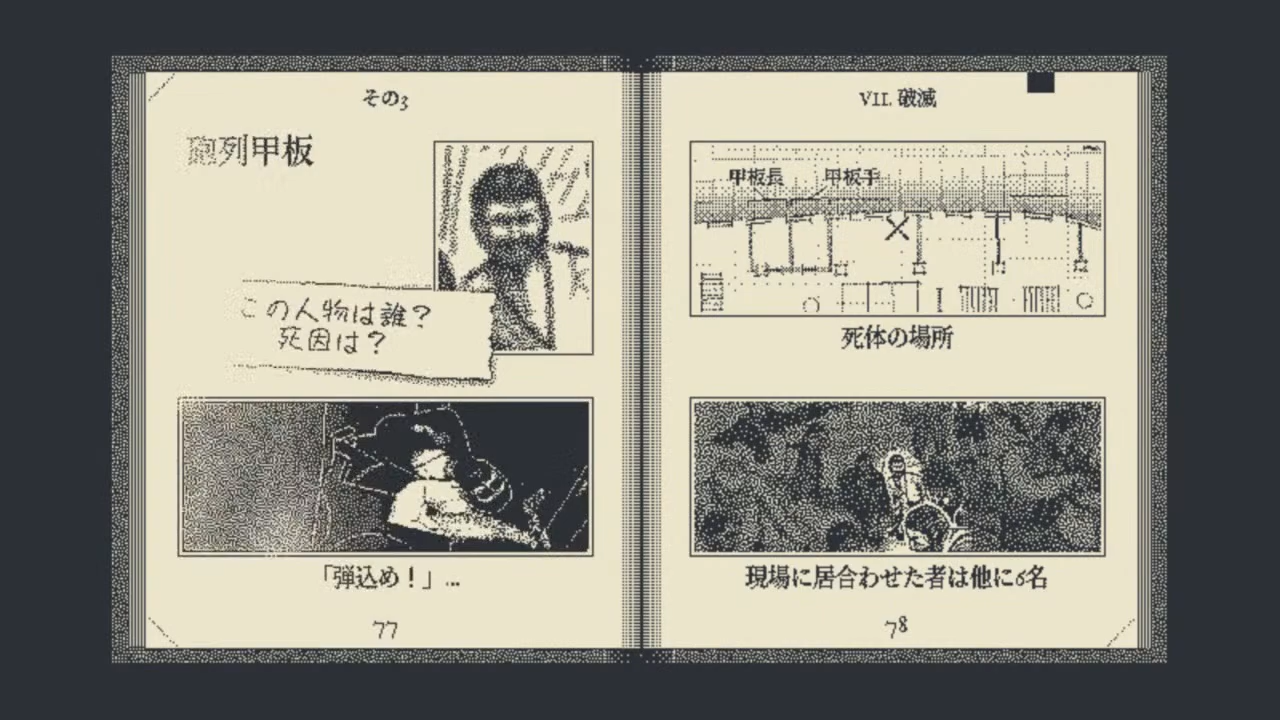 その3
砲列甲板
この人物は誰?
死因は?
「弾込め!」...
77
VII. 破滅
甲板長 甲板手
死体の場所
現場に居合わせた者は他に6名
78